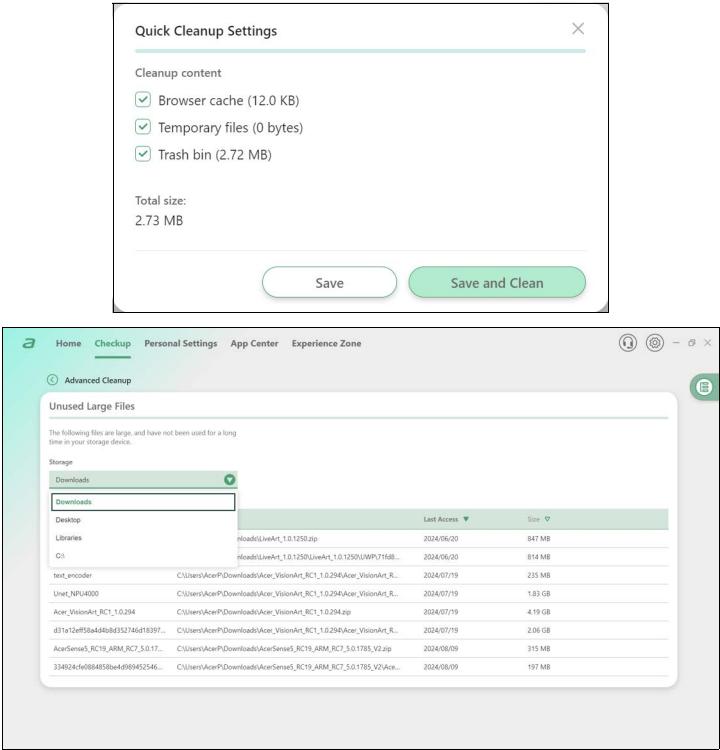 Quick Cleanup Settings
Cleanup content
Browser cache (12.0 KB)
Temporary files (0 bytes)
Trash bin (2.72 MB)
Total size:
2.73 MB
Save
Save and Clean
a Home Checkup Personal Settings App Center Experience Zone
Advanced Cleanup
Unused Large Files
The following files are large, and have not been used for a long
time in your storage device.
Storage
Downloads
Downloads
Desktop
Libraries
C:\
Last Access Size
nloads\LiveArt_1.0.1250.zip 2024/06/20 847 MB
nloads\LiveArt_1.0.1250\LiveArt_1.0.1250\UWP\71fd8... 2024/06/20 814 MB
text_encoder C:\Users\AcerP\Downloads\Acer_VisionArt_RC1_1.0.294\Acer_VisionArt_R... 2024/07/19 235 MB
Unet_NPU4000 C:\Users\AcerP\Downloads\Acer_VisionArt_RC1_1.0.294\Acer_VisionArt_R... 2024/07/19 1.83 GB
Acer_VisionArt_RC1_1.0.294 C:\Users\AcerP\Downloads\Acer_VisionArt_RC1_1.0.294.zip 2024/07/19 4.19 GB
d31a12eff58a4d4b8d352746d18397... C:\Users\AcerP\Downloads\Acer_VisionArt_RC1_1.0.294\Acer_VisionArt_R... 2024/07/19 2.06 GB
AcerSense5_RC19_ARM_RC7_5.0.17... C:\Users\AcerP\Downloads\AcerSense5_RC19_ARM_RC7_5.0.1785_V2.zip 2024/08/09 315 MB
334924cfe0884858be4d989452546... C:\Users\AcerP\Downloads\AcerSense5_RC19_ARM_RC7_5.0.1785_V2\Ace... 2024/08/09 197 MB